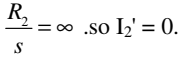 R₂/s = ∞ .so I₂' = 0.